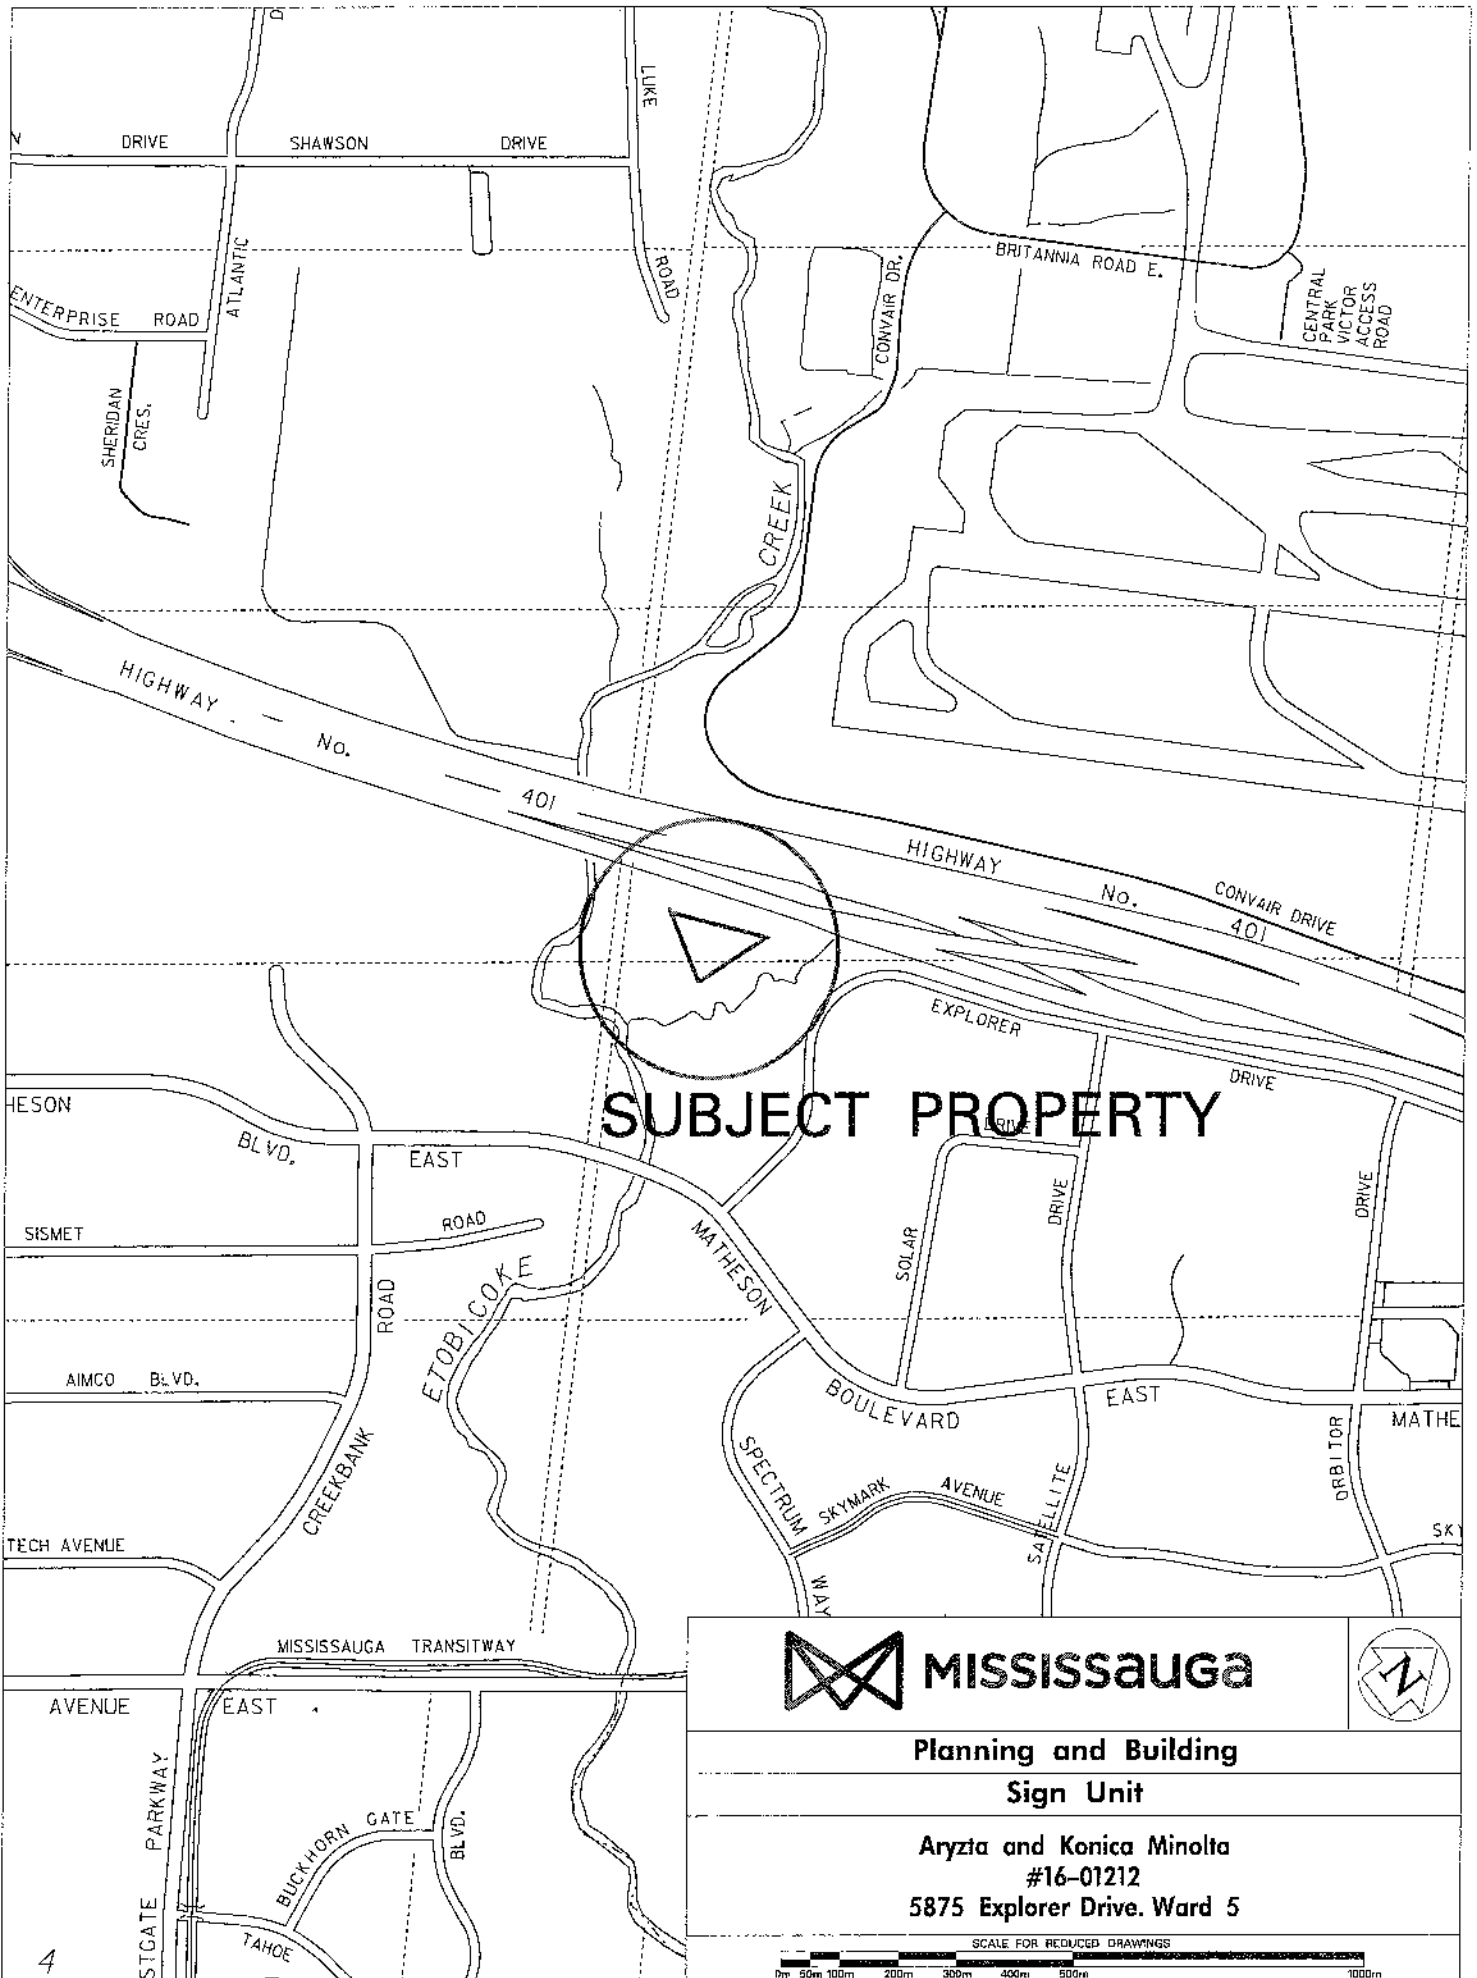 LUKE
DRIVE SHAWSON DRIVE
ATLANTIC
ROAD
ENTERPRISE ROAD
SHERIDAN
CRES.
CONVAIR DR.
BRITANNIA ROAD E.
CENTRAL
PARK
VICTOR
ACCESS
ROAD
CREEK
HIGHWAY
No.
401
HIGHWAY
No.
401
CONVAIR DRIVE
EXPLORER
DRIVE
SUBJECT PROPERTY
HESON
BLVD.
EAST
DRIVE
DRIVE
DRIVE
SOLAR
SISMET
ROAD
ROAD
MATHESON
ETOBICOKE
AIMCO BLVD.
BOULEVARD
EAST
MATHE
CREEKBANK
SPECTRUM
WAY
SKYMARK AVENUE
SATELLITE
ORBITOR
SKY
TECH AVENUE
MISSISSAUGA TRANSITWAY
AVENUE EAST
STGATE PARKWAY
BUCKHORN GATE
BLVD.
TAHOE
4
MISSISSauGa
N
Planning and Building
Sign Unit
Aryzta and Konica Minolta
#16-01212
5875 Explorer Drive. Ward 5
SCALE FOR REDUCED DRAWINGS
0m 50m 100m 200m 300m 400m 500m 1000m